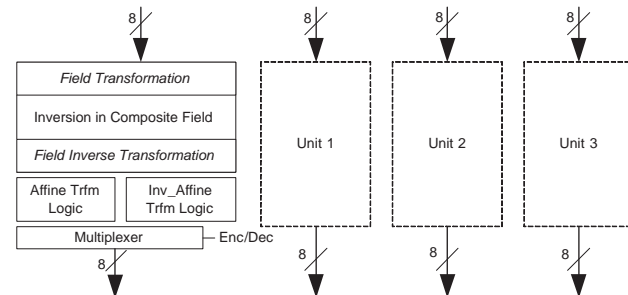 8 8 8 8
Field Transformation
Inversion in Composite Field
Field Inverse Transformation
Affine Trfm
Logic
Inv_Affine
Trfm Logic
Multiplexer
Enc/Dec
Unit 1
Unit 2
Unit 3
8 8 8 8